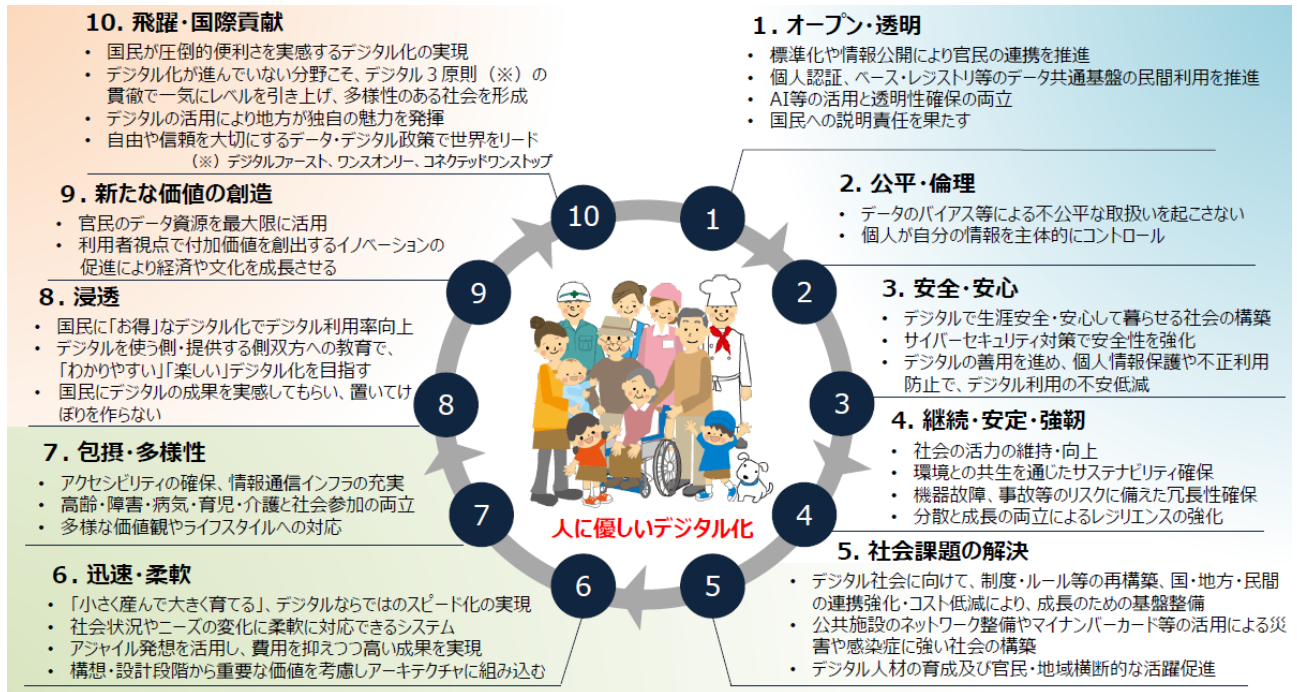 10. 飛躍・国際貢献
• 国民が圧倒的便利さを実感するデジタル化の実現
• デジタル化が進んでいない分野こそ、デジタル3原則(※)の
貫徹で一気にレベルを引き上げ、多様性のある社会を形成
• デジタルの活用により地方が独自の魅力を発揮
• 自由や信頼を大切にするデータ・デジタル政策で世界をリード
(※)デジタルファースト、ワンスオンリー、コネクテッドワンストップ
1. オープン・透明
• 標準化や情報公開により官民の連携を推進
• 個人認証、ベース・レジストリ等のデータ共通基盤の民間利用を推進
• AI等の活用と透明性確保の両立
• 国民への説明責任を果たす
9. 新たな価値の創造
• 官民のデータ資源を最大限に活用
• 利用者視点で付加価値を創出するイノベーションの
促進により経済や文化を成長させる
2. 公平・倫理
• データのバイアス等による不公平な取扱いを起こさない
• 個人が自分の情報を主体的にコントロール
8. 浸透
• 国民に「お得」なデジタル化でデジタル利用率向上
• デジタルを使う側・提供する側双方への教育で、
「わかりやすい」「楽しい」デジタル化を目指す
• 国民にデジタルの成果を実感してもらい、置いてけ
ぼりを作らない
3. 安全・安心
• デジタルで生涯安全・安心して暮らせる社会の構築
• サイバーセキュリティ対策で安全性を強化
• デジタルの善用を進め、個人情報保護や不正利用
防止で、デジタル利用の不安低減
7. 包摂・多様性
• アクセシビリティの確保、情報通信インフラの充実
• 高齢・障害・病気・育児・介護と社会参加の両立
• 多様な価値観やライフスタイルへの対応
4. 継続・安定・強靭
• 社会の活力の維持・向上
• 環境との共生を通じたサステナビリティ確保
• 機器故障、事故等のリスクに備えた冗長性確保
• 分散と成長の両立によるレジリエンスの強化
6. 迅速・柔軟
• 「小さく産んで大きく育てる」、デジタルならではのスピード化の実現
• 社会状況やニーズの変化に柔軟に対応できるシステム
• アジャイル発想を活用し、費用を抑えつつ高い成果を実現
• 構想・設計段階から重要な価値を考慮しアーキテクチャに組み込む
5. 社会課題の解決
• デジタル社会に向けて、制度・ルール等の再構築、国・地方・民間
の連携強化・コスト低減により、成長のための基盤整備
• 公共施設のネットワーク整備やマイナンバーカード等の活用による災
害や感染症に強い社会の構築
• デジタル人材の育成及び官民・地域横断的な活躍促進
10
1
9
2
8
3
7
4
6
5
人に優しいデジタル化